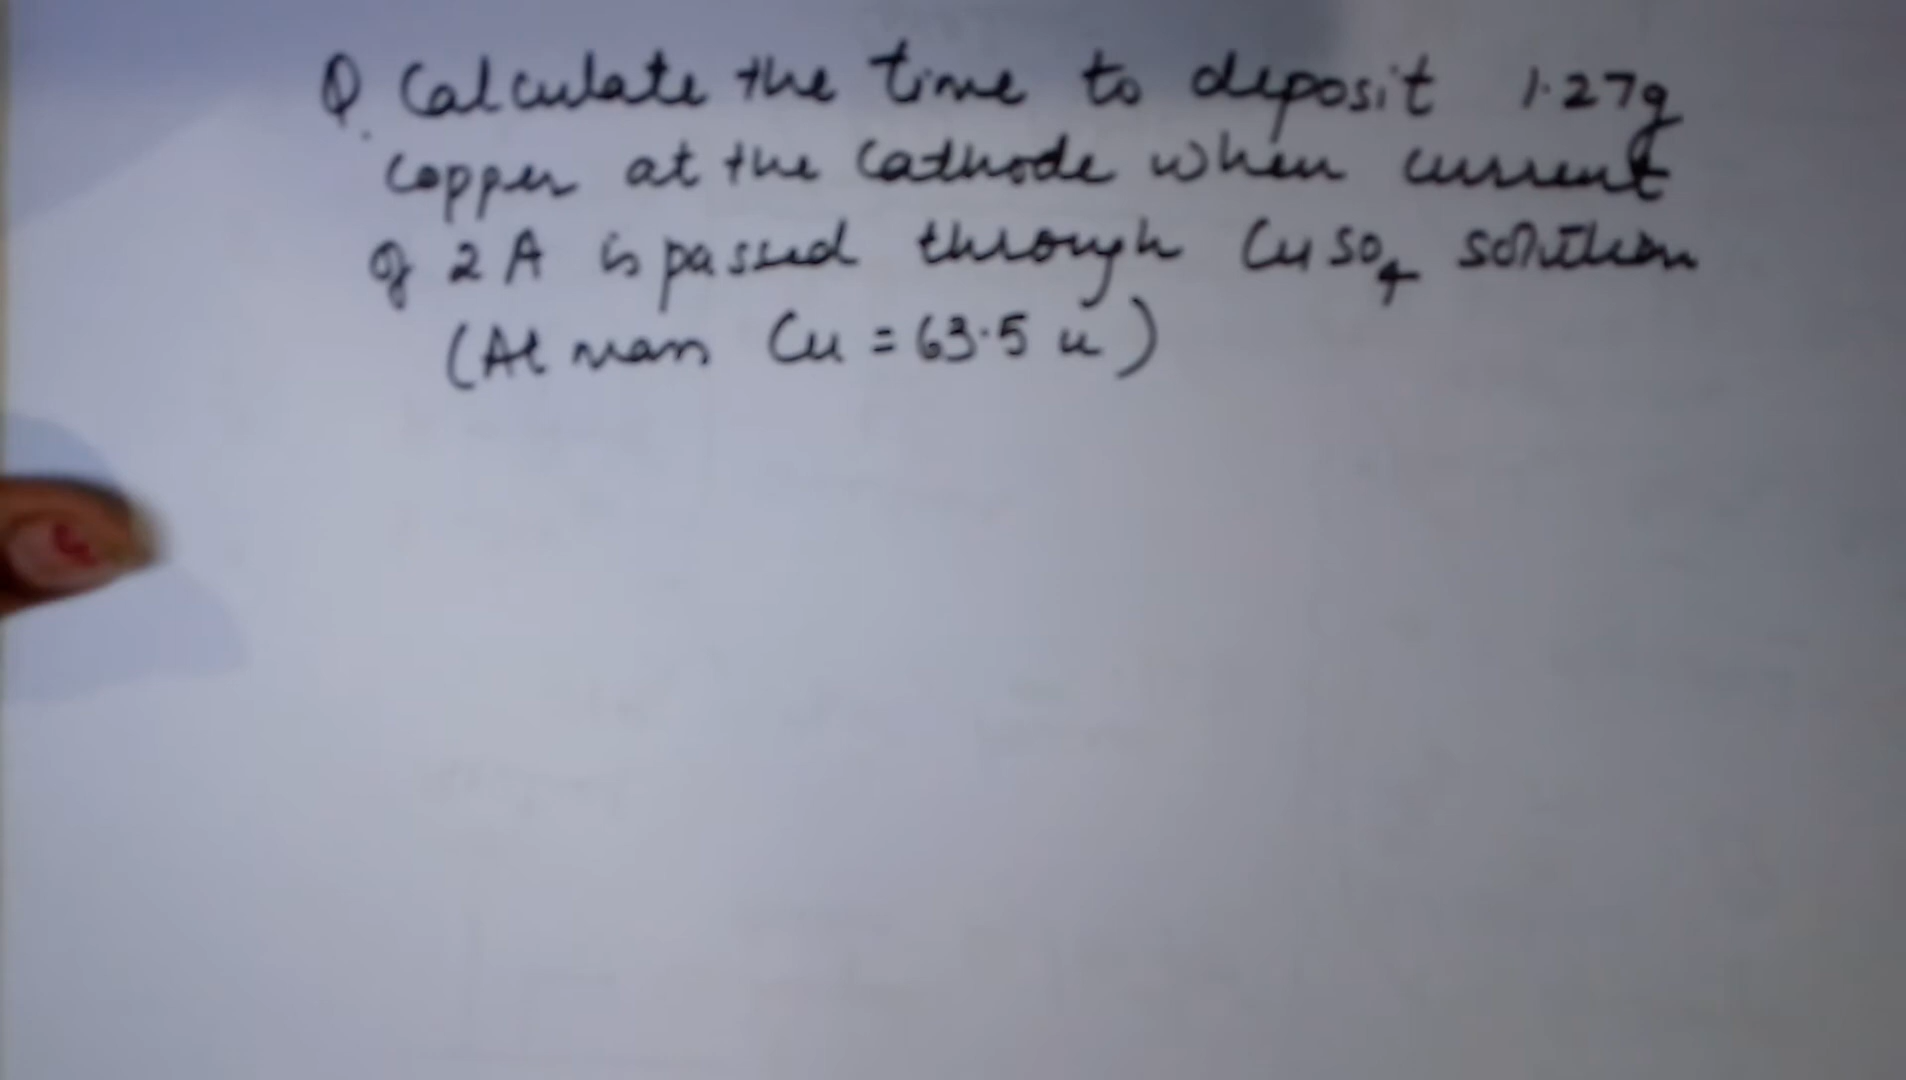 Q. Calculate the time to deposit 1.27g
copper at the cathode when current
of 2 A is passed through CuSO4 solution
(At mass Cu = 63.5 u)